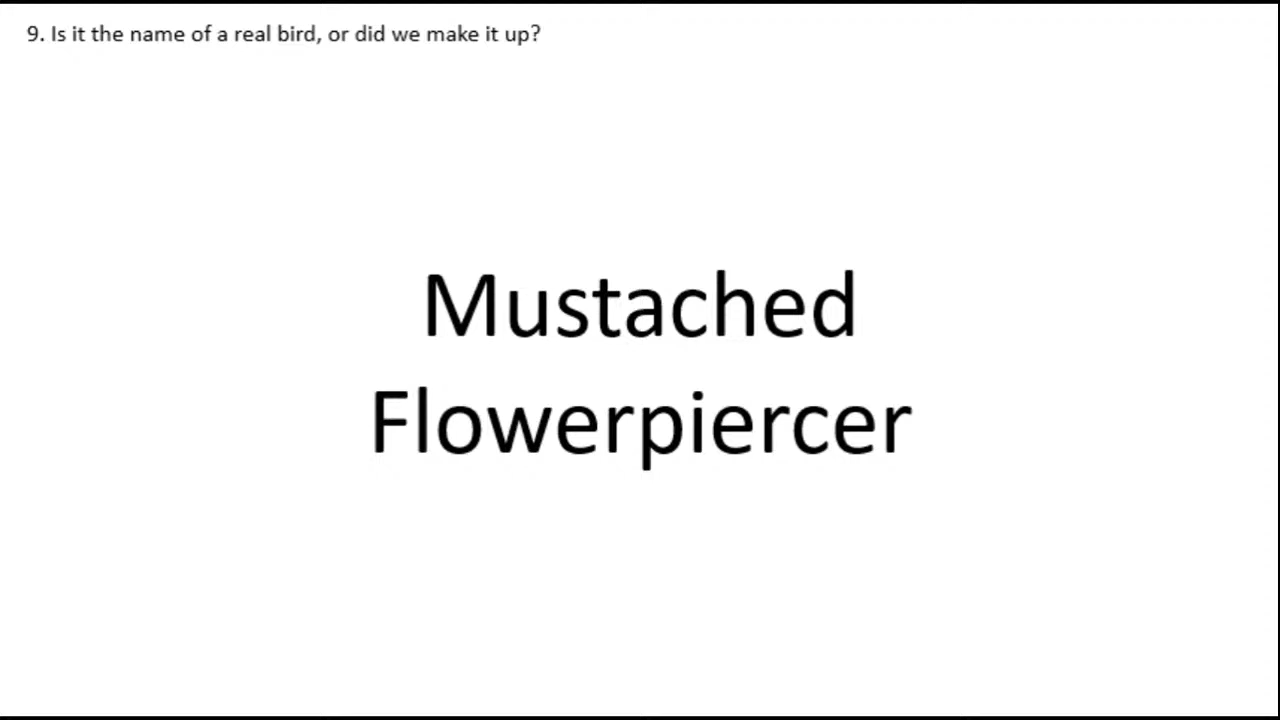 9. Is it the name of a real bird, or did we make it up?
Mustached
Flowerpiercer